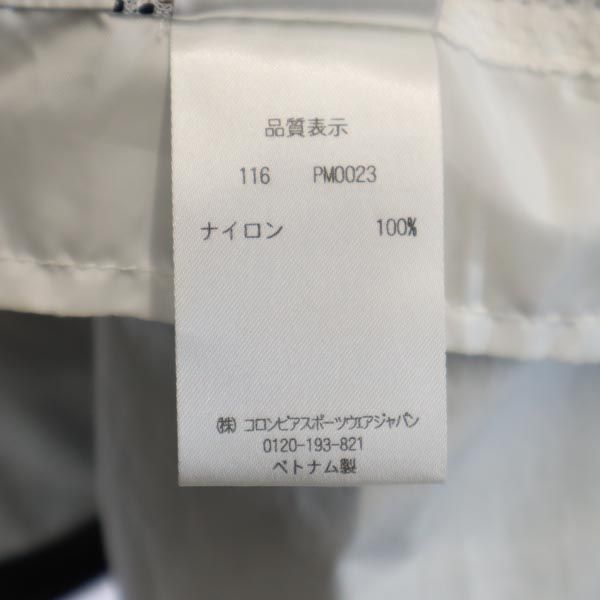 品質表示
116 PM0023
ナイロン 100%
(株) コロンビアスポーツウエアジャパン
0120-193-821
ベトナム製